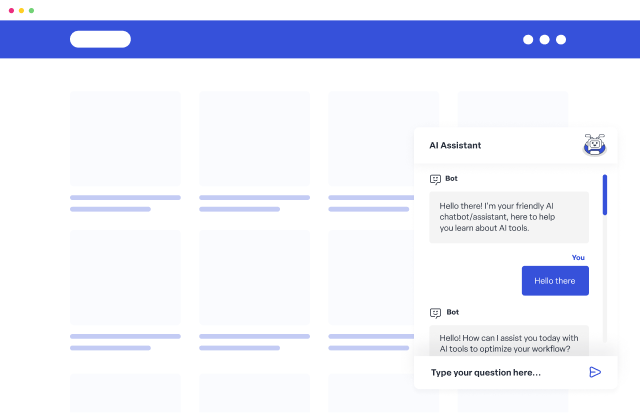 AI Assistant
Bot
Hello there! I'm your friendly AI
chatbot/assistant, here to help
you learn about AI tools.
You
Hello there
Bot
Hello! How can I assist you today with
AI tools to optimize your workflow?
Type your question here...